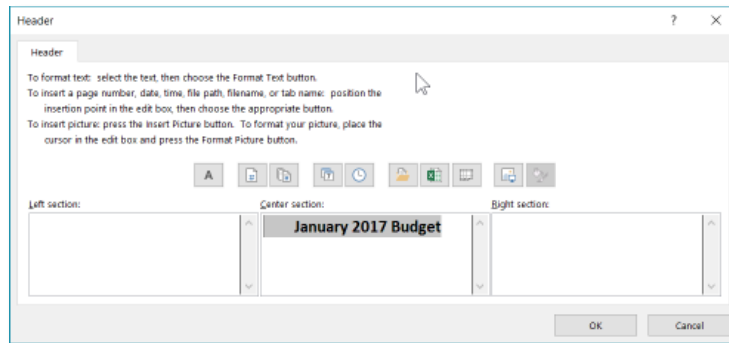 Header
Header
To format text: select the text, then choose the Format Text button.
To insert a page number, date, time, file path, filename, or tab name: position the
insertion point in the edit box, then choose the appropriate button.
To insert picture: press the Insert Picture button. To format your picture, place the
cursor in the edit box and press the Format Picture button.
A
Left section:
Center section:
Right section:
January 2017 Budget
OK
Cancel